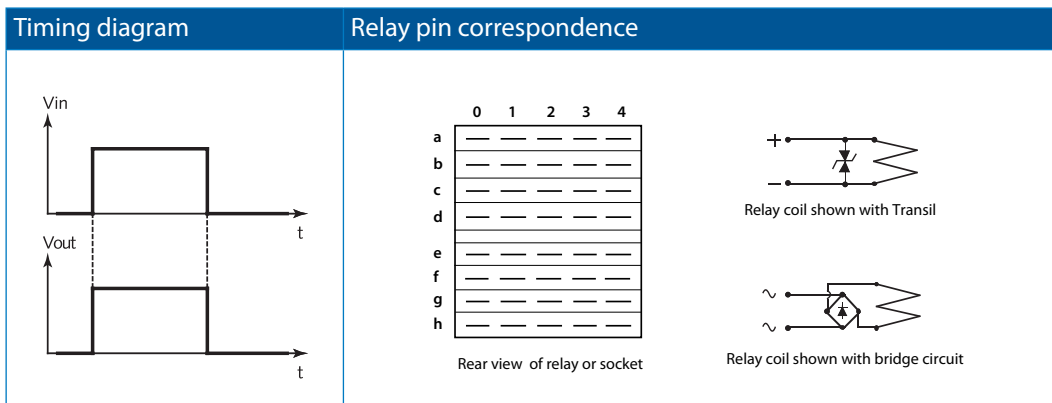 Timing diagram
Relay pin correspondence
Vin
t
Vout
t
0 1 2 3 4
a
b
c
d
e
f
g
h
Rear view of relay or socket
+
−
Relay coil shown with Transil
∿
∿
Relay coil shown with bridge circuit